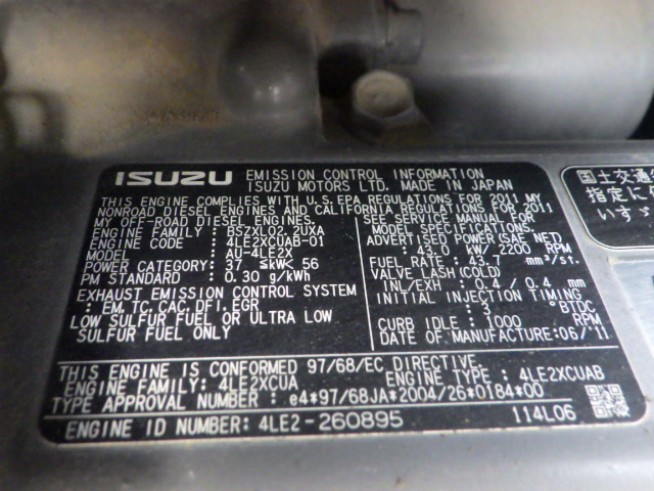 ISUZU EMISSION CONTROL INFORMATION
ISUZU MOTORS LTD. MADE IN JAPAN
THIS ENGINE COMPLIES WITH U.S. EPA REGULATIONS FOR 2011 MY
NONROAD DIESEL ENGINES AND CALIFORNIA REGULATIONS FOR 2011
MY OFF-ROAD DIESEL ENGINES.
ENGINE FAMILY : BSZXL02.2UXA
ENGINE CODE : 4LE2XCUAB-01
MODEL : AU-4LE2X
POWER CATEGORY: 37 ≤kW< 56
PM STANDARD : 0.30 g/kWh
EXHAUST EMISSION CONTROL SYSTEM
: EM, TC, CAC, DFI, EGR
LOW SULFUR FUEL OR ULTRA LOW
SULFUR FUEL ONLY
SEE SERVICE MANUAL FOR
MODEL SPECIFICATIONS.
ADVERTISED POWER(SAE NET)
: 43.0 kW/ 2200 RPM
FUEL RATE : 43.7 mm³/st.
VALVE LASH (COLD)
INL/EXH : 0.4 / 0.4 mm
INITIAL INJECTION TIMING
: 3 °BTDC
CURB IDLE : 1000 RPM
DATE OF MANUFACTURE:06/'11
THIS ENGINE IS CONFORMED 97/68/EC DIRECTIVE
ENGINE FAMILY : 4LE2XCUA ENGINE TYPE : 4LE2XCUAB
TYPE APPROVAL NUMBER : e4*97/68JA*2004/26*0184*00
ENGINE ID NUMBER: 4LE2-260895 114L06
国土交通
指定に
いすゞ